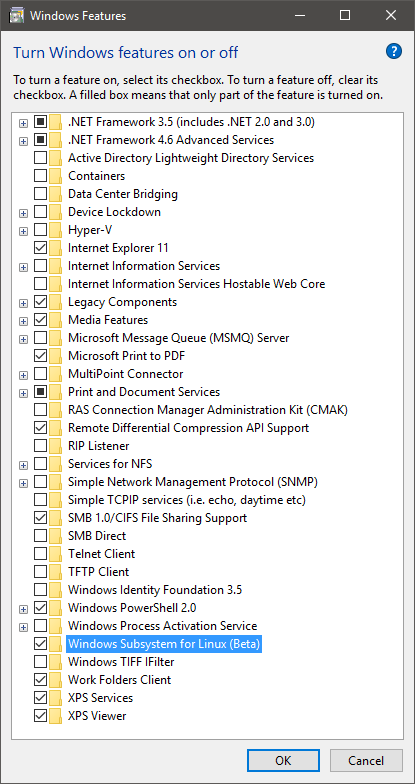 Windows Features
Turn Windows features on or off
?
To turn a feature on, select its checkbox. To turn a feature off, clear its
checkbox. A filled box means that only part of the feature is turned on.
.NET Framework 3.5 (includes .NET 2.0 and 3.0)
.NET Framework 4.6 Advanced Services
Active Directory Lightweight Directory Services
Containers
Data Center Bridging
Device Lockdown
Hyper-V
Internet Explorer 11
Internet Information Services
Internet Information Services Hostable Web Core
Legacy Components
Media Features
Microsoft Message Queue (MSMQ) Server
Microsoft Print to PDF
MultiPoint Connector
Print and Document Services
RAS Connection Manager Administration Kit (CMAK)
Remote Differential Compression API Support
RIP Listener
Services for NFS
Simple Network Management Protocol (SNMP)
Simple TCPIP services (i.e. echo, daytime etc)
SMB 1.0/CIFS File Sharing Support
SMB Direct
Telnet Client
TFTP Client
Windows Identity Foundation 3.5
Windows PowerShell 2.0
Windows Process Activation Service
Windows Subsystem for Linux (Beta)
Windows TIFF IFilter
Work Folders Client
XPS Services
XPS Viewer
OK
Cancel